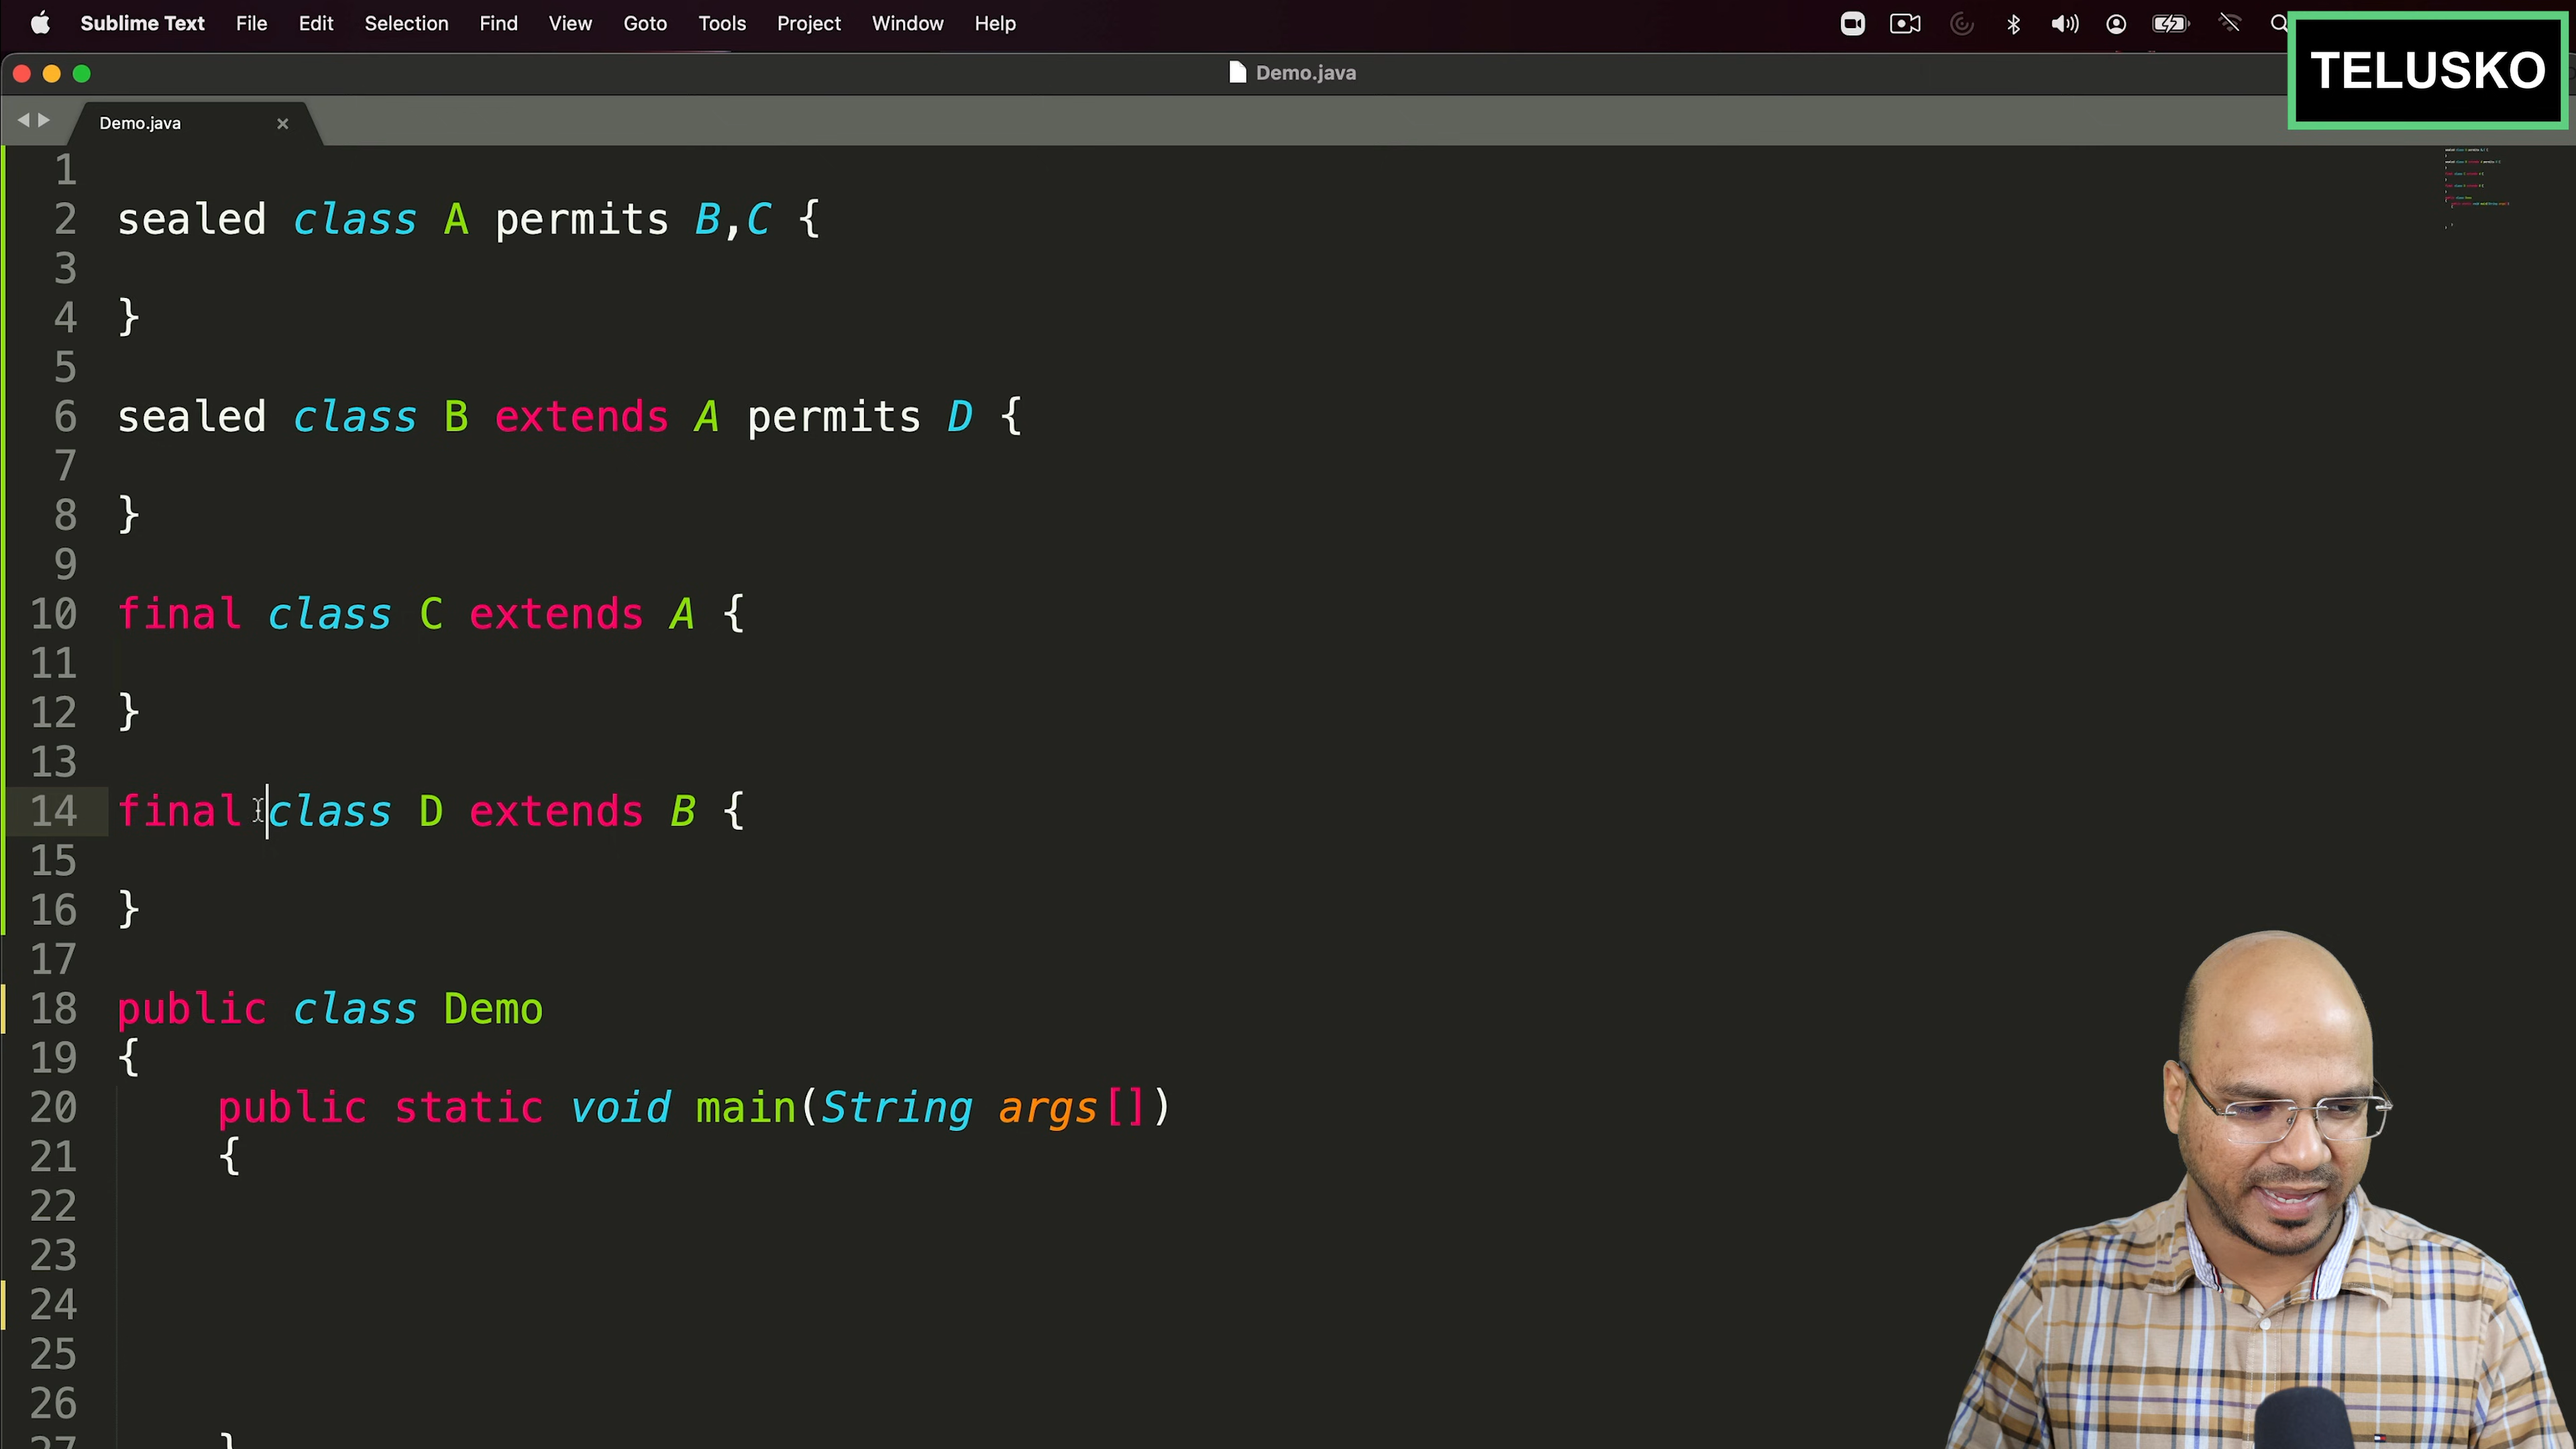 Sublime Text File Edit Selection Find View Goto Tools Project Window Help
TELUSKO
Demo.java
Demo.java ×
1
2 sealed class A permits B,C {
3
4 }
5
6 sealed class B extends A permits D {
7
8 }
9
10 final class C extends A {
11
12 }
13
14 final class D extends B {
15
16 }
17
18 public class Demo
19 {
20 public static void main(String args[])
21 {
22
23
24
25
26
27 }